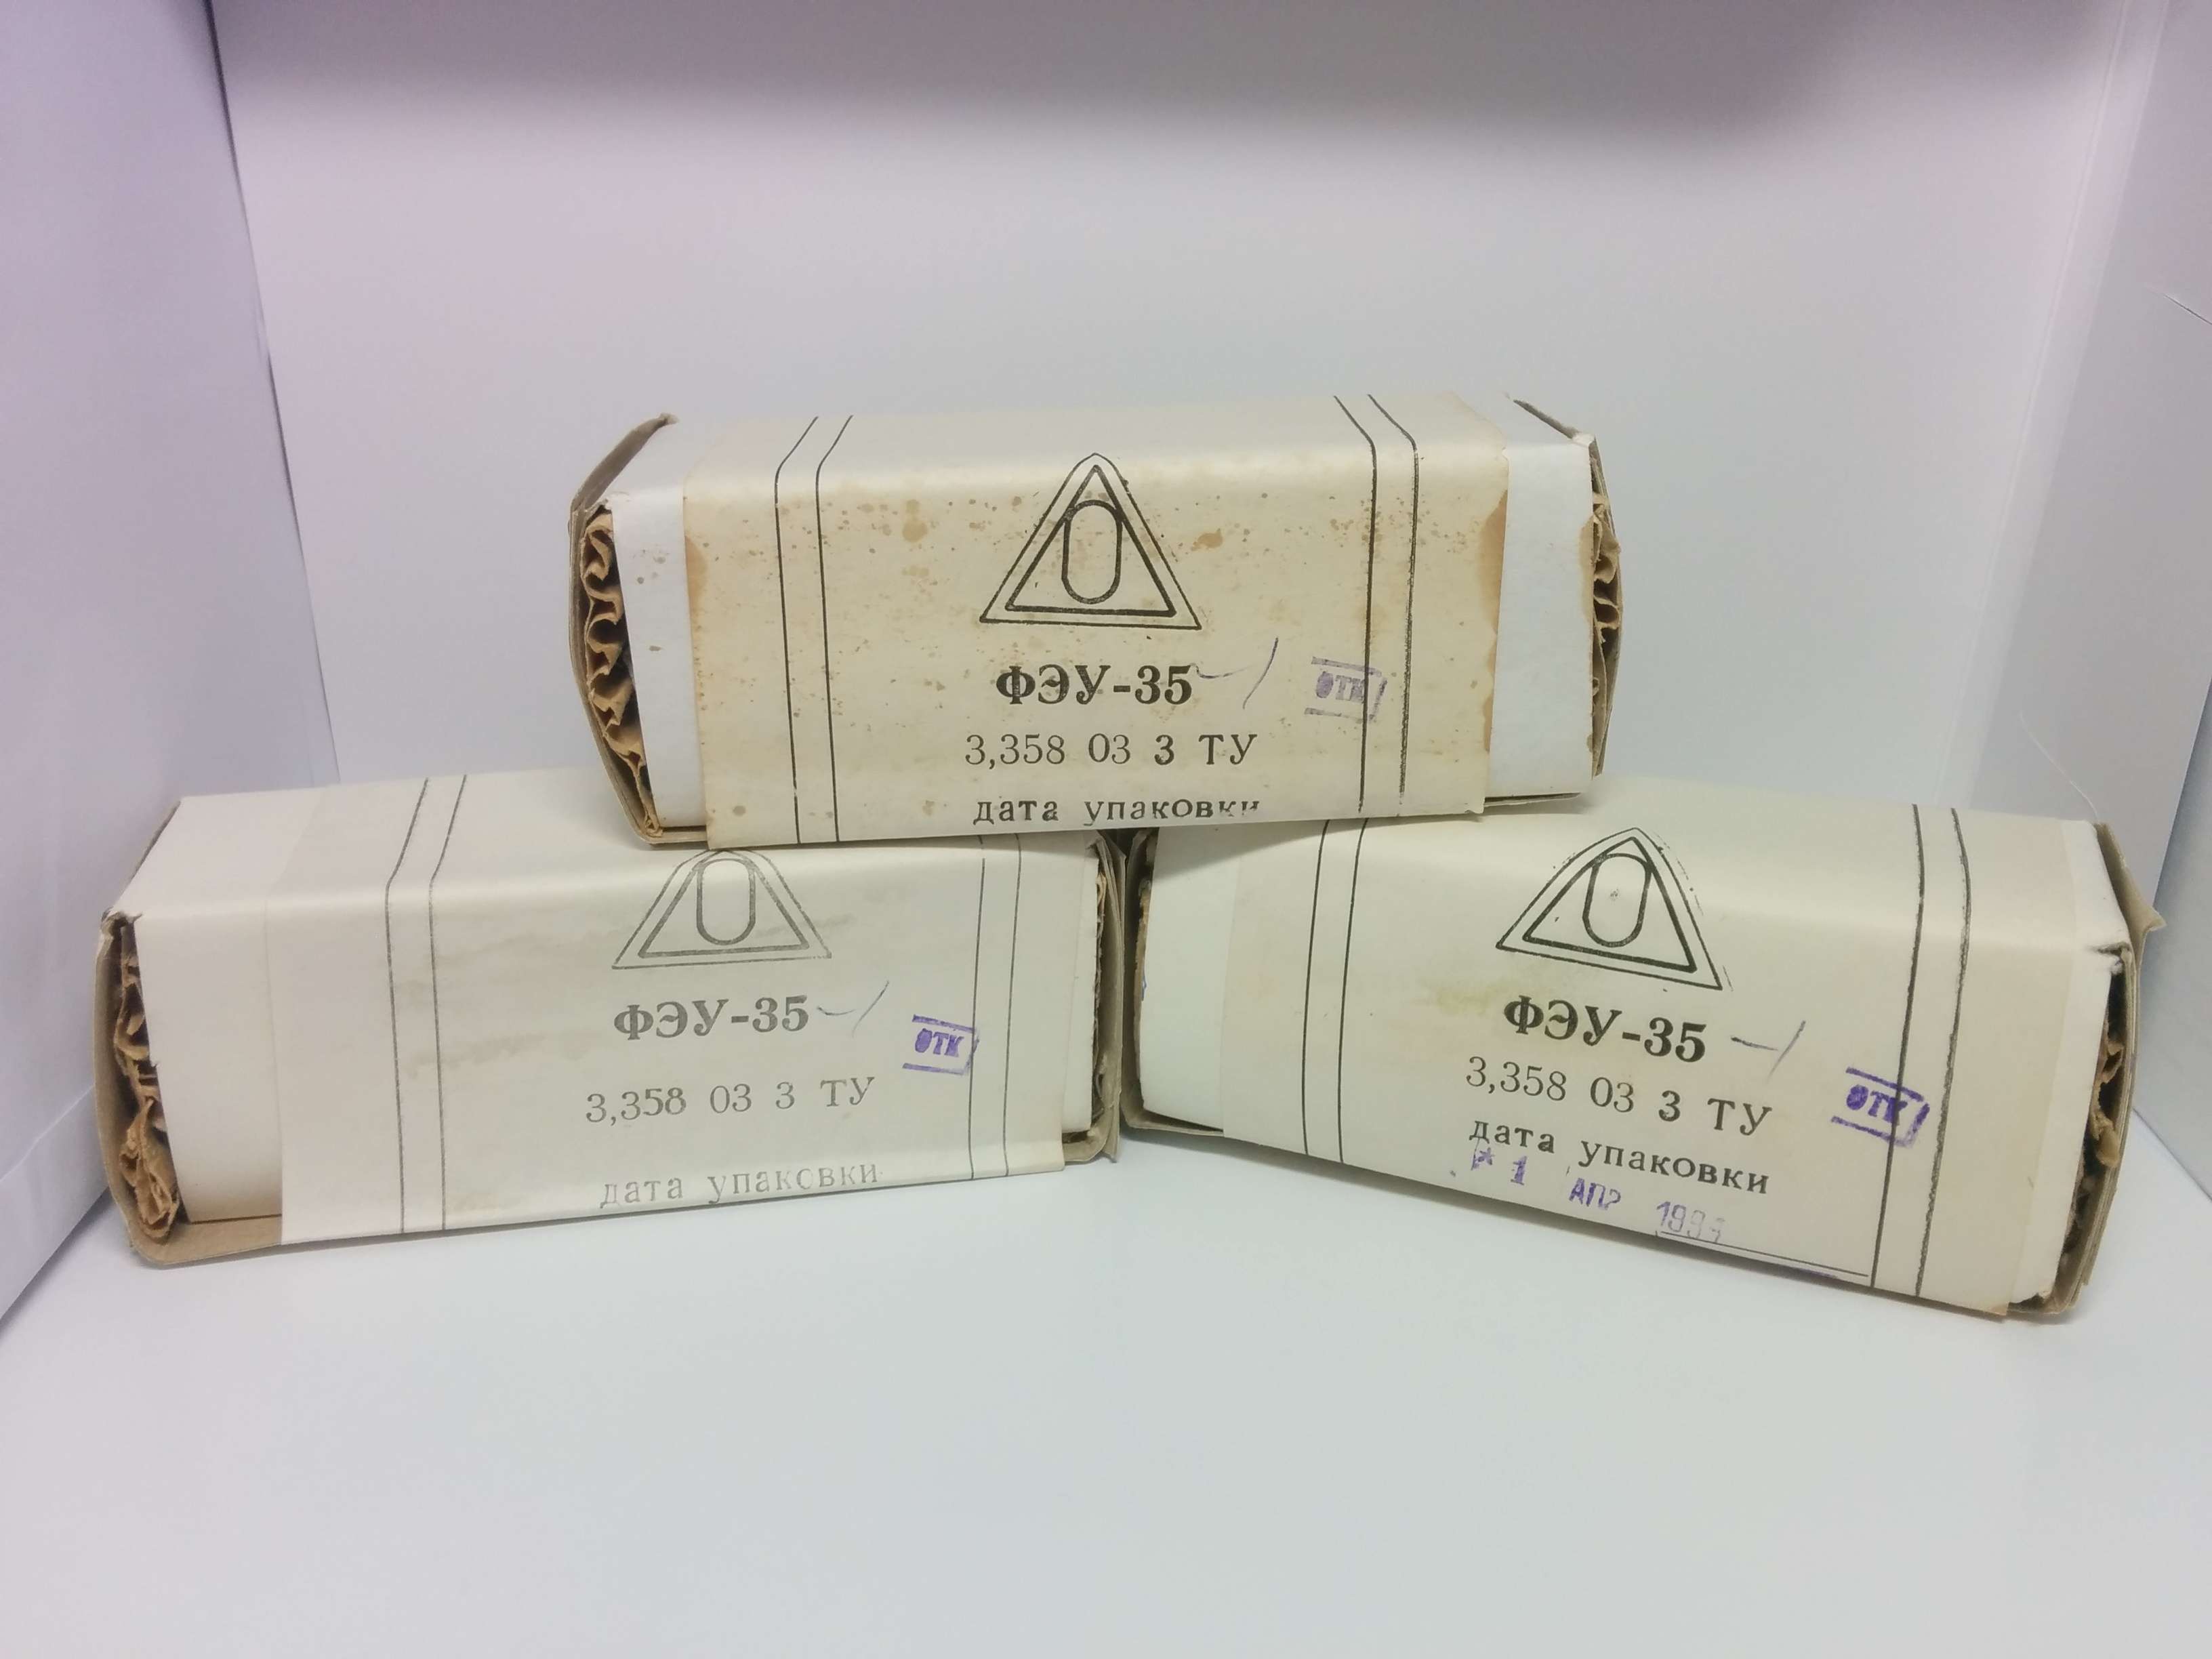 ФЭУ-35
ОТК
3,358 03 3 ТУ
дата упаковки
ФЭУ-35
ОТК
3,358 03 3 ТУ
дата упаковки
ФЭУ-35 -1
ОТК
3,358 03 3 ТУ
дата упаковки
1 АПР